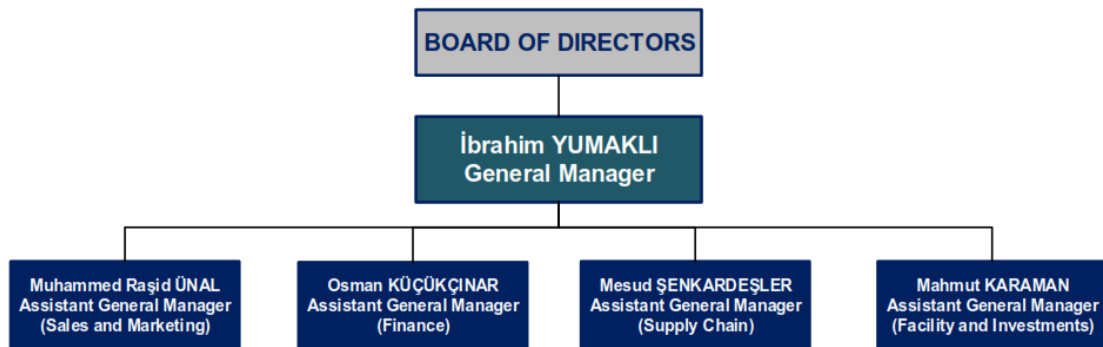 BOARD OF DIRECTORS
İbrahim YUMAKLI
General Manager
Muhammed Raşid ÜNAL
Assistant General Manager
(Sales and Marketing)
Osman KÜÇÜKÇINAR
Assistant General Manager
(Finance)
Mesud ŞENKARDEŞLER
Assistant General Manager
(Supply Chain)
Mahmut KARAMAN
Assistant General Manager
(Facility and Investments)